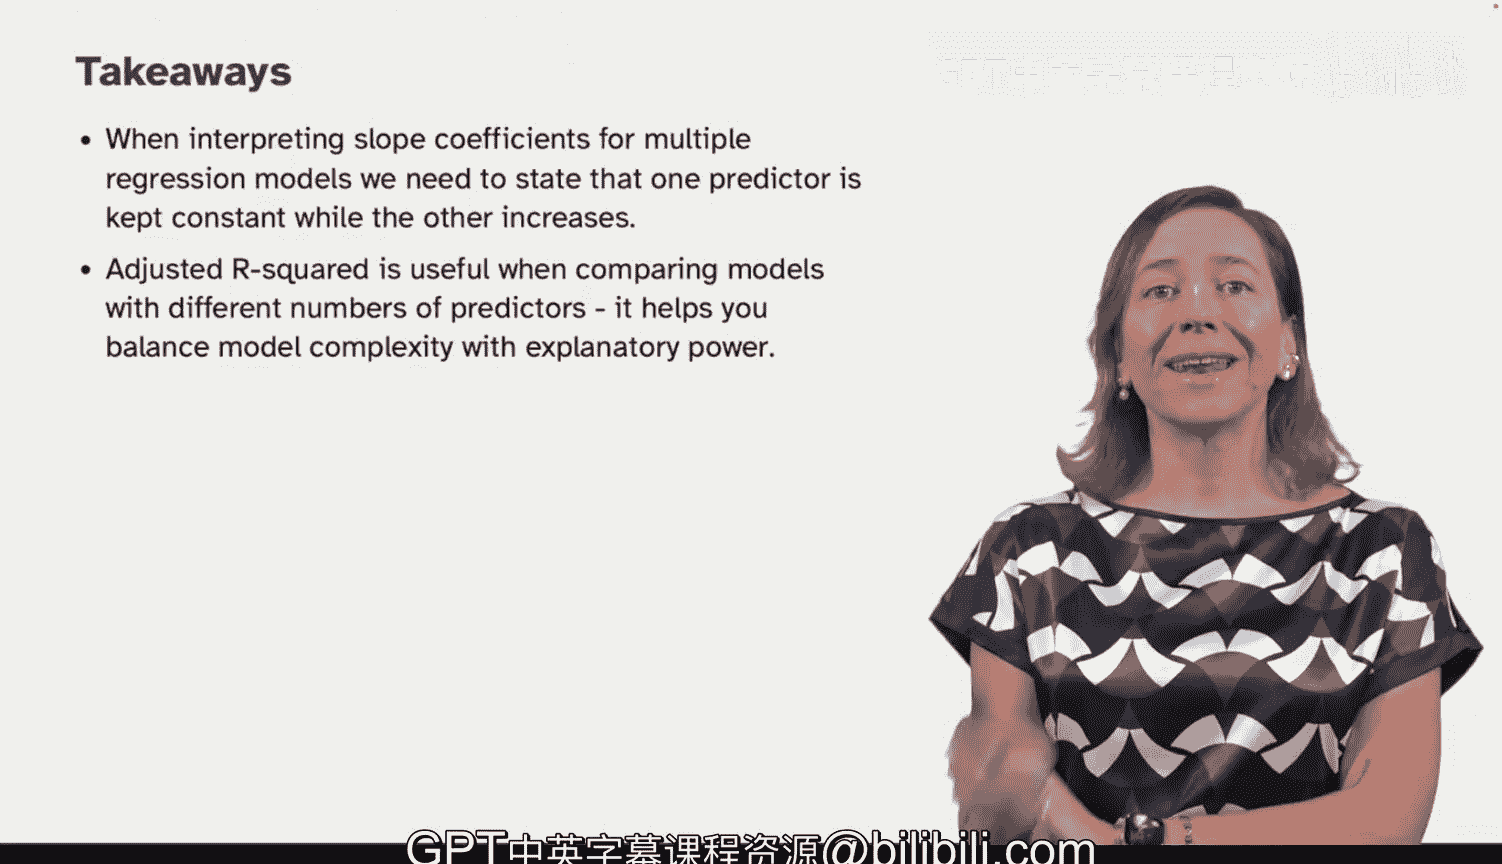 Takeaways
• When interpreting slope coefficients for multiple
regression models we need to state that one predictor is
kept constant while the other increases.
• Adjusted R-squared is useful when comparing models
with different numbers of predictors - it helps you
balance model complexity with explanatory power.
GPT中英字幕课程资源@bilibili.com